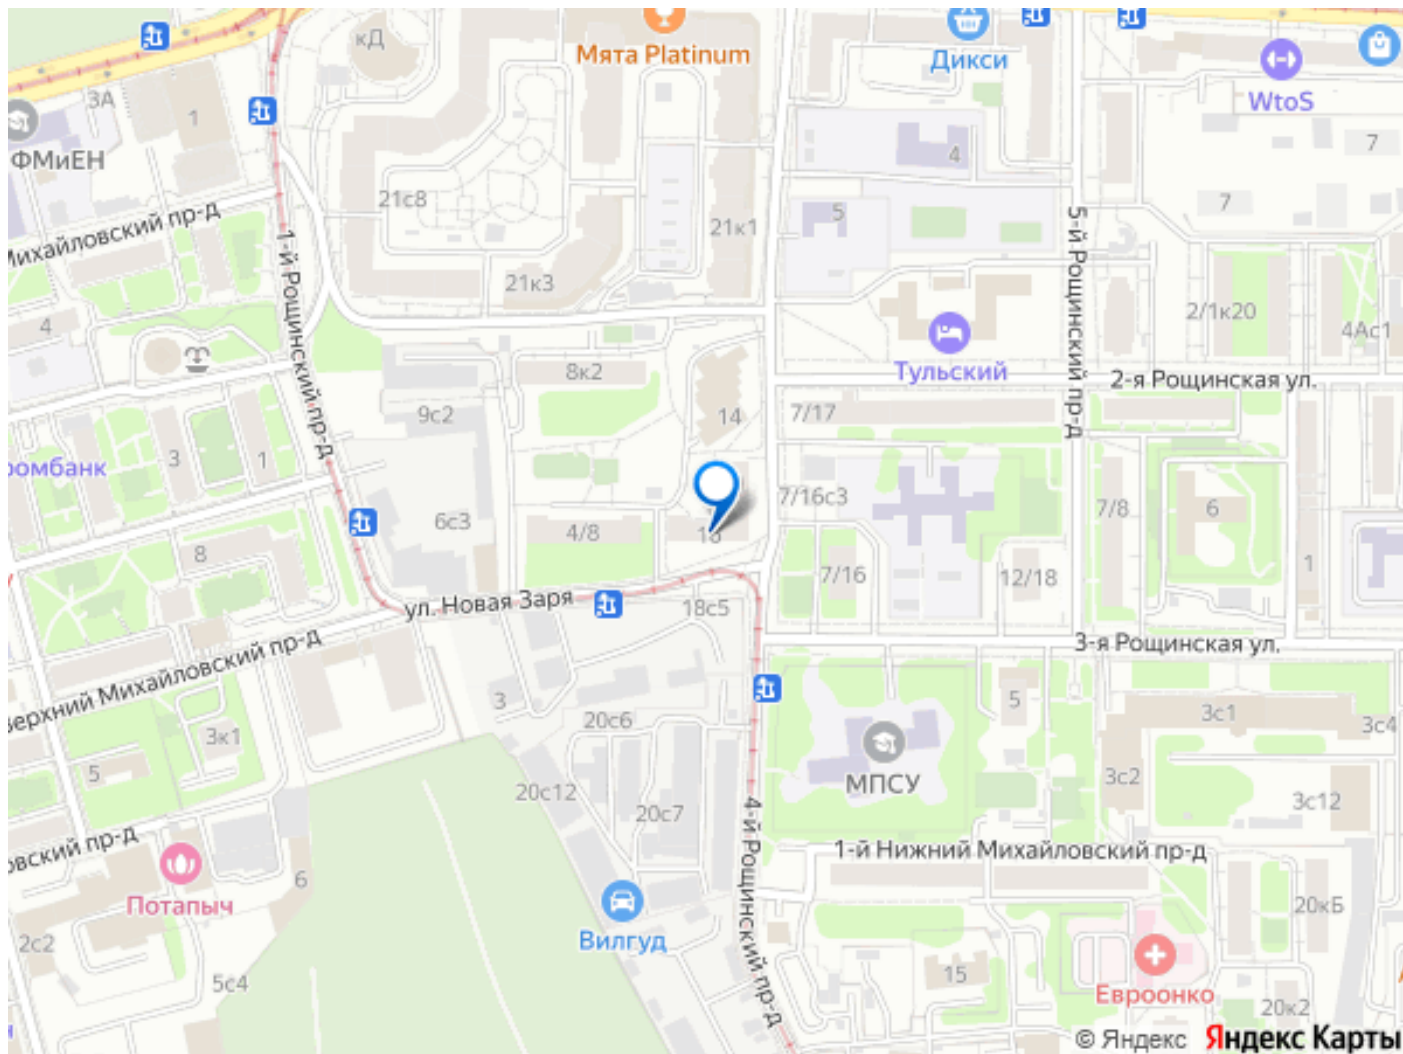 кД
Мята Platinum
Дикси
WtoS
3А
1
ФМиЕН
4
7
21с8
5
7
21к1
Михайловский пр-д
1-й Рощинский пр-д
5-й Рощинский пр-д
21к3
2/1к20
4Ас1
4
Тульский
8к2
2-я Рощинская ул.
9с2
14
7/17
3
1
ромбанк
7/16с3
7/8
6
6с3
4/8
8
7/16
12/18
1
ул. Новая Заря
18с5
3-я Рощинская ул.
верхний Михайловский пр-д
3
5
20с6
3с1
3с4
3к1
5
МПСУ
3с2
20с12
20с7
3с12
4-й Рощинский пр-д
овский пр-д
1-й Нижний Михайловский пр-д
6
Потапыч
20кБ
2с2
Вилгуд
5с4
15
Евроонко
20к2
© Яндекс Яндекс Карты